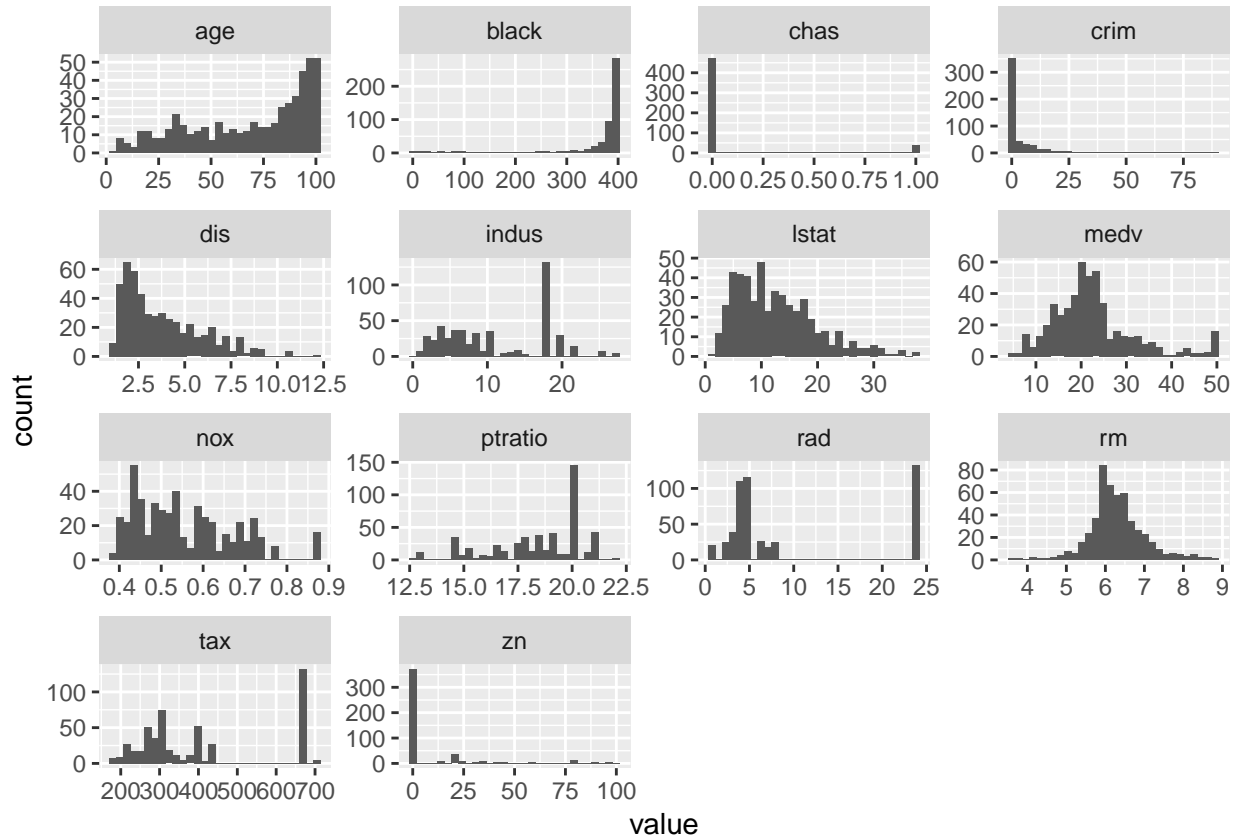 age black chas crim
50 40 30 20 10 0
200 100 0
400 300 200 100 0
300 200 100 0
0 25 50 75 100
0 100 200 300 400
0.00 0.25 0.50 0.75 1.00
0 25 50 75
dis indus lstat medv
60 40 20 0
100 50 0
50 40 30 20 10 0
60 40 20 0
2.5 5.0 7.5 10.0 12.5
0 10 20
0 10 20 30
10 20 30 40 50
count
nox ptratio rad rm
40 20 0
150 100 50 0
100 50 0
80 60 40 20 0
0.4 0.5 0.6 0.7 0.8 0.9
12.5 15.0 17.5 20.0 22.5
0 5 10 15 20 25
4 5 6 7 8 9
tax zn
100 50 0
300 200 100 0
200 300 400 500 600 700
0 25 50 75 100
value